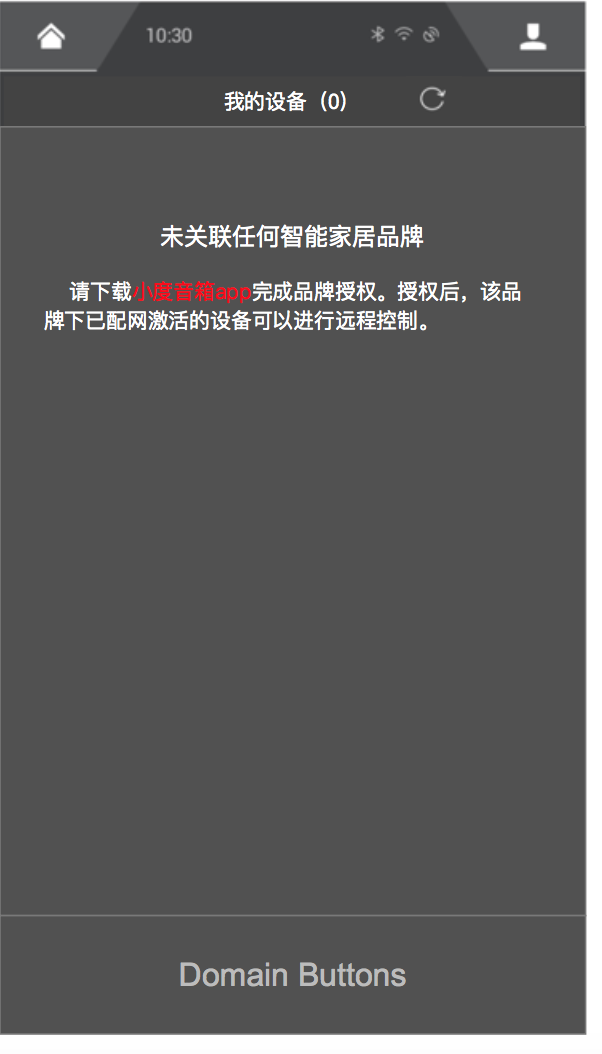 10:30
我的设备（0）
未关联任何智能家居品牌
请下载小度音箱app完成品牌授权。授权后，该品
牌下已配网激活的设备可以进行远程控制。
Domain Buttons